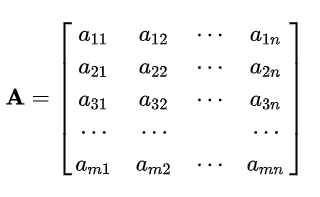 a₁₁ a₁₂ ⋯ a₁ₙ
a₂₁ a₂₂ ⋯ a₂ₙ
A = a₃₁ a₃₂ ⋯ a₃ₙ
⋯ ⋯ ⋯
aₘ₁ aₘ₂ ⋯ aₘₙ